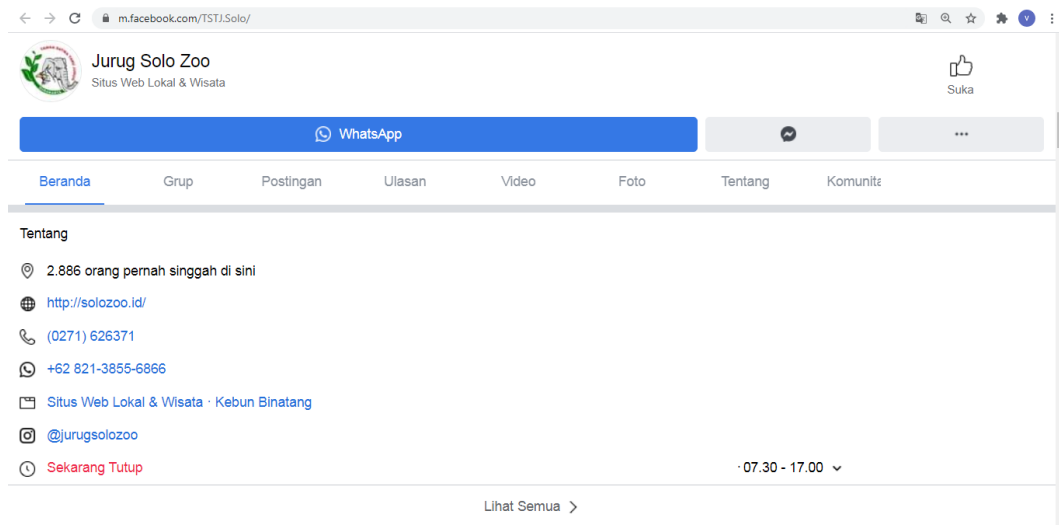 m.facebook.com/TSTJ.Solo/
V
Jurug Solo Zoo
Situs Web Lokal & Wisata
Suka
WhatsApp
Beranda Grup Postingan Ulasan Video Foto Tentang Komunita
Tentang
2.886 orang pernah singgah di sini
http://solozoo.id/
(0271) 626371
+62 821-3855-6866
Situs Web Lokal & Wisata · Kebun Binatang
@jurugsolozoo
Sekarang Tutup · 07.30 - 17.00
Lihat Semua